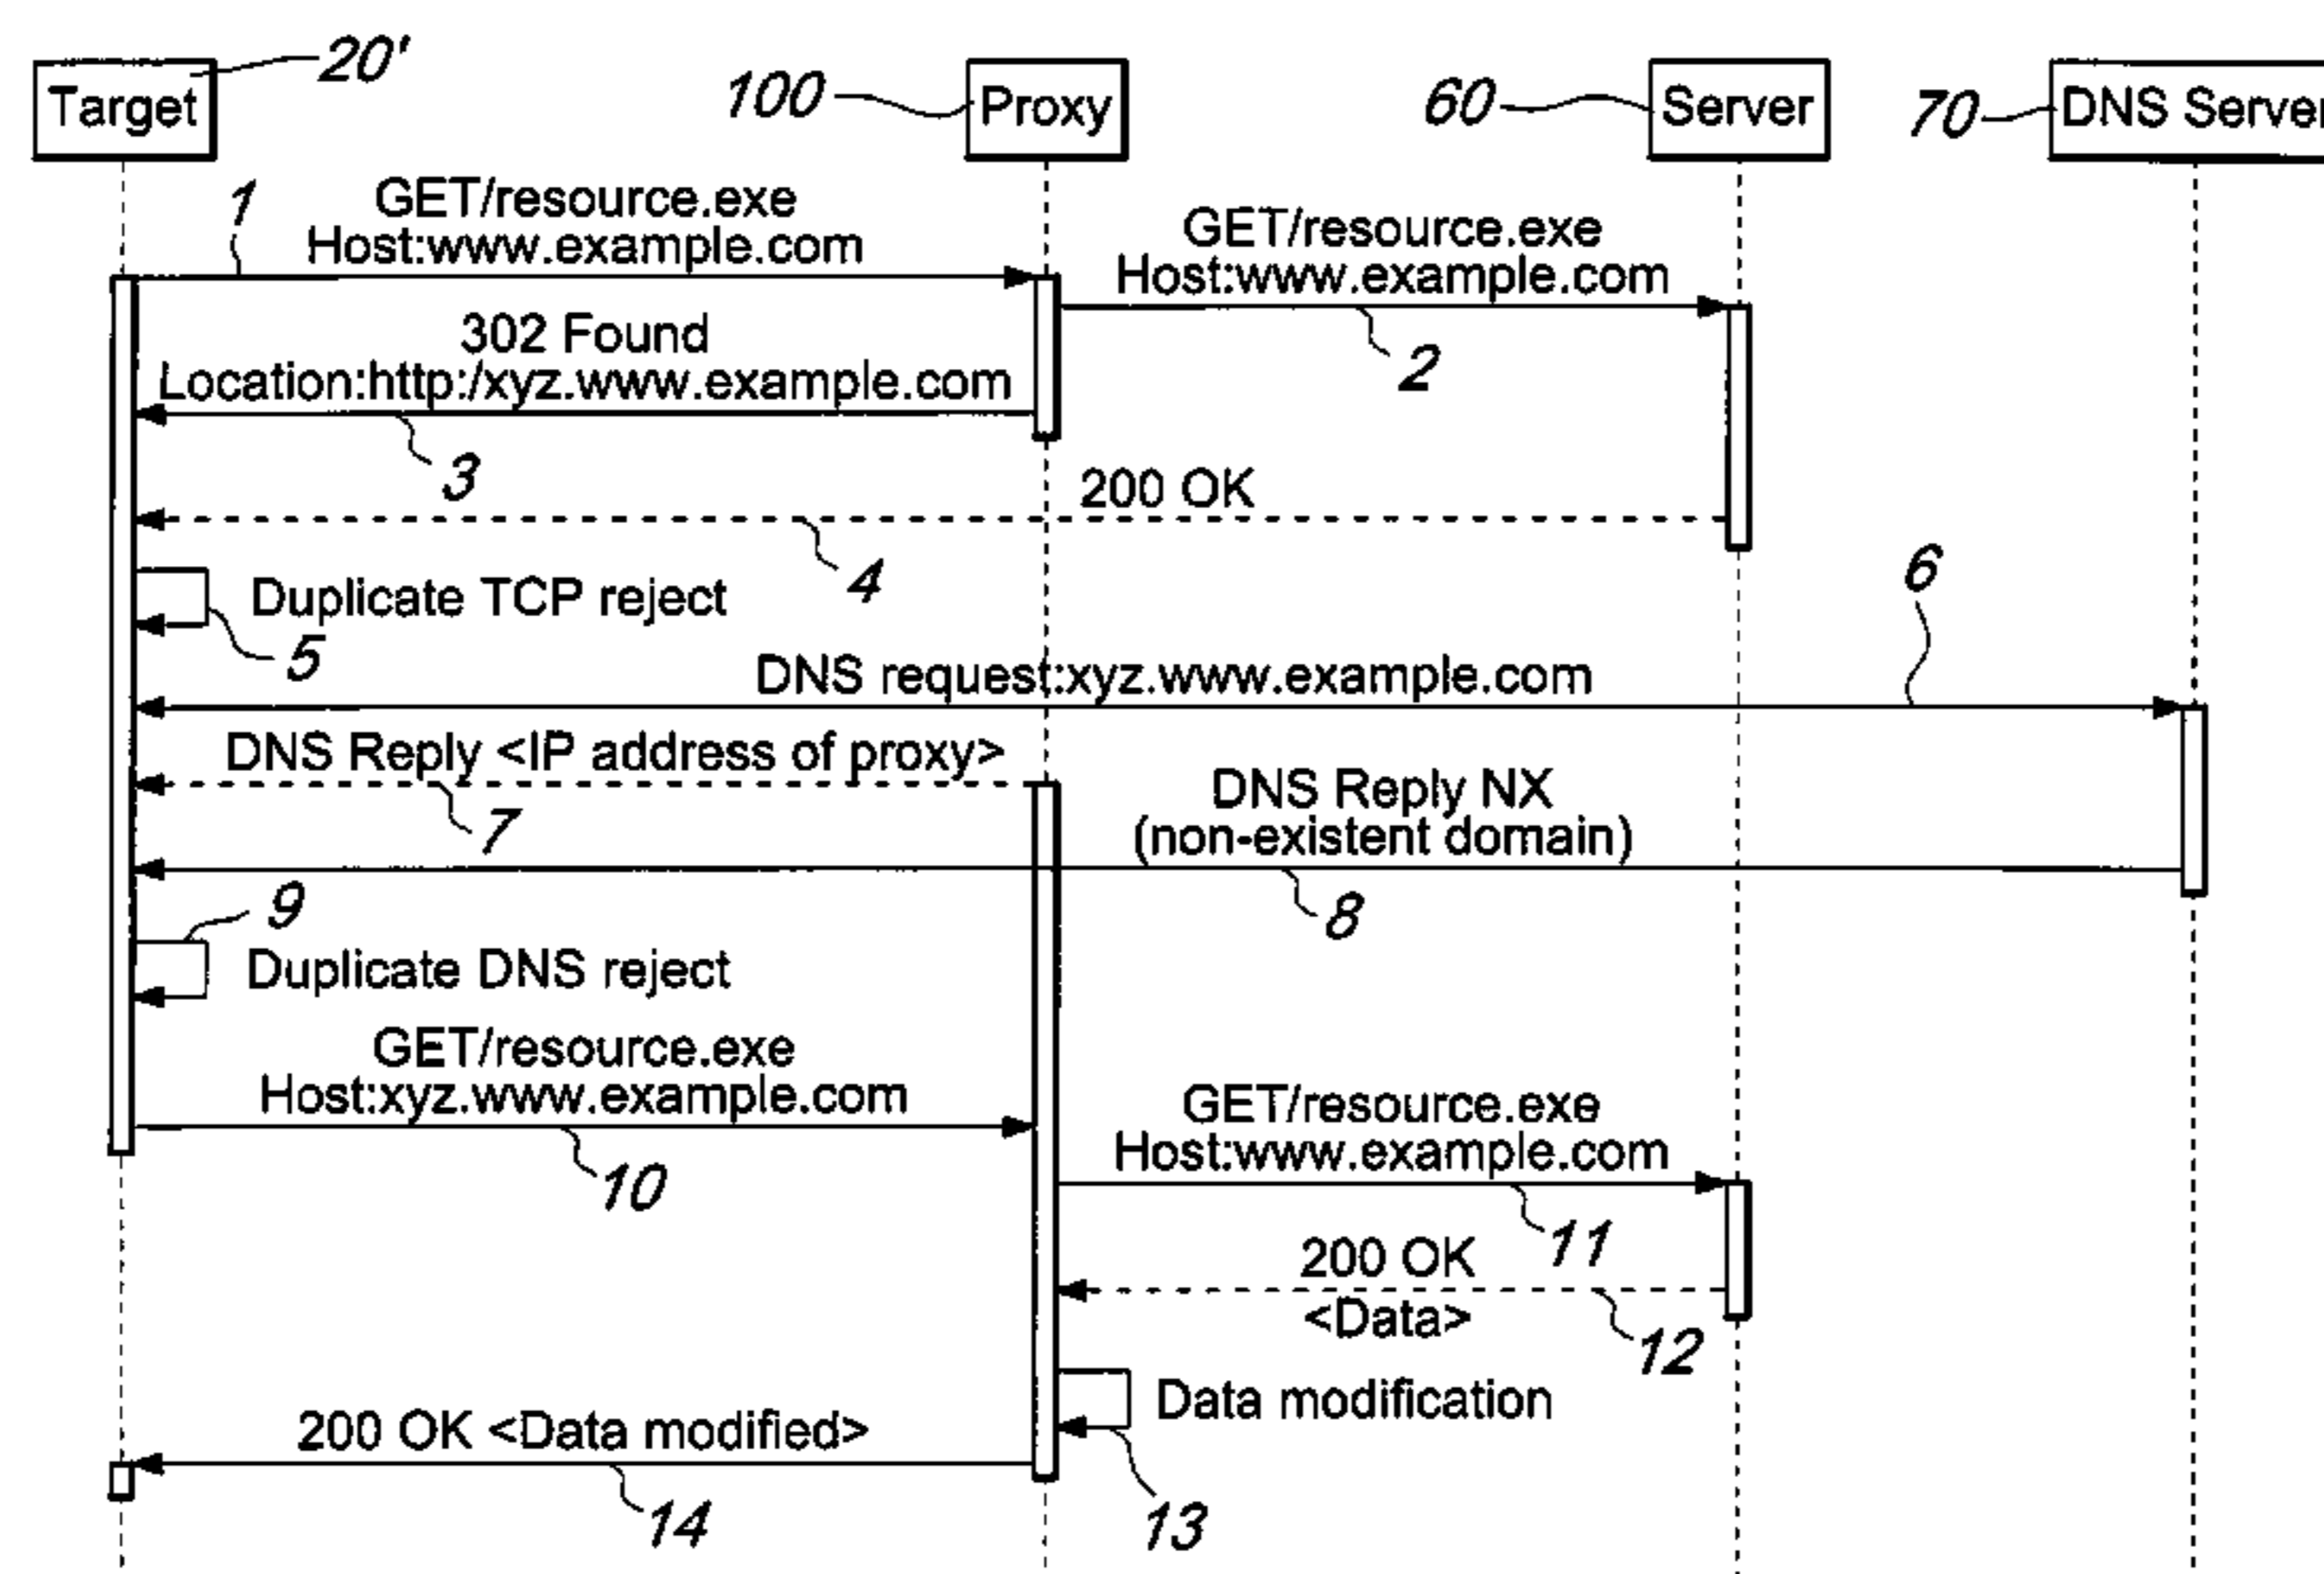 20'
100
60
70
Target
Proxy
Server
DNS Server
1
GET/resource.exe
Host:www.example.com
GET/resource.exe
Host:www.example.com
2
302 Found
Location:http:/xyz.www.example.com
3
200 OK
4
Duplicate TCP reject
5
6
DNS request:xyz.www.example.com
DNS Reply <IP address of proxy>
7
DNS Reply NX
(non-existent domain)
8
9
Duplicate DNS reject
GET/resource.exe
Host:xyz.www.example.com
10
GET/resource.exe
Host:www.example.com
11
200 OK
<Data>
12
Data modification
13
200 OK <Data modified>
14